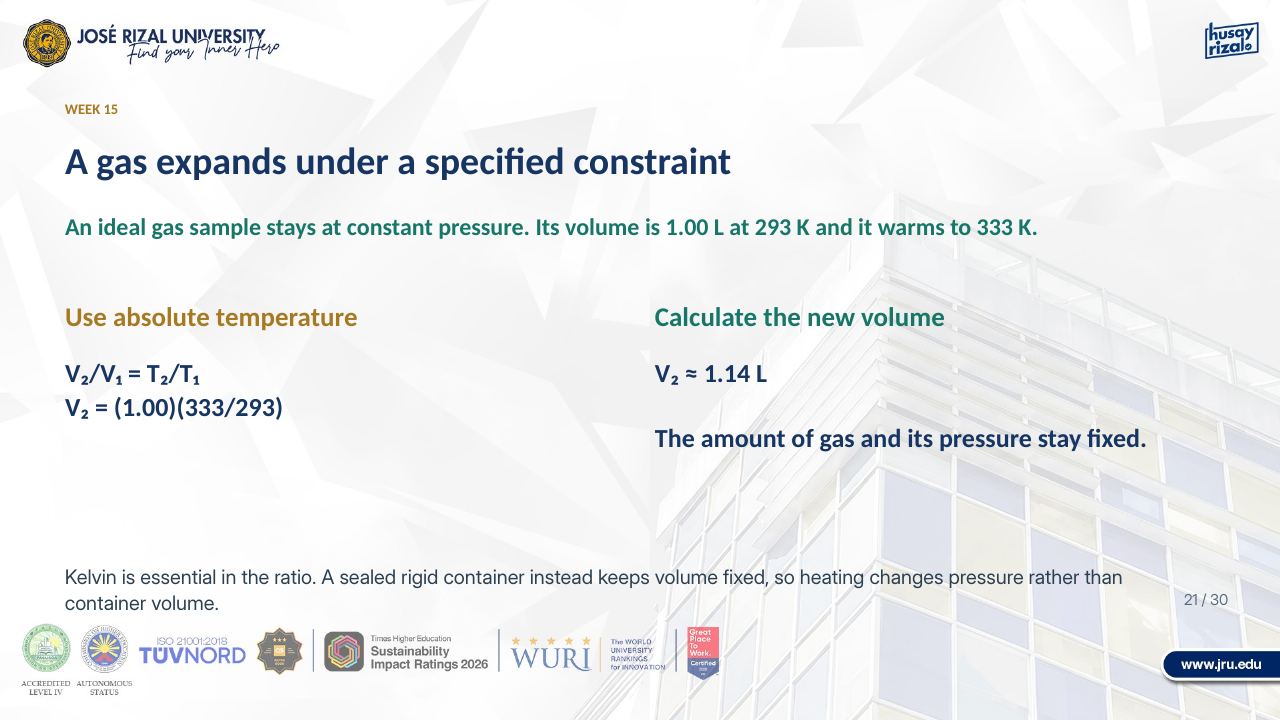 JOSÉ RIZAL UNIVERSITY
Find your Inner Hero
husay
rizal
WEEK 15
A gas expands under a specified constraint
An ideal gas sample stays at constant pressure. Its volume is 1.00 L at 293 K and it warms to 333 K.
Use absolute temperature
V₂/V₁ = T₂/T₁
V₂ = (1.00)(333/293)
Calculate the new volume
V₂ ≈ 1.14 L
The amount of gas and its pressure stay fixed.
Kelvin is essential in the ratio. A sealed rigid container instead keeps volume fixed, so heating changes pressure rather than
container volume.
21 / 30
ACCREDITED
LEVEL IV
AUTONOMOUS
STATUS
ISO 21001:2018
TÜVNORD
Times Higher Education
Sustainability
Impact Ratings 2026
WURI
The WORLD
UNIVERSITY
RANKINGS
for INNOVATION
Great
Place
To
Work.
Certified
www.jru.edu